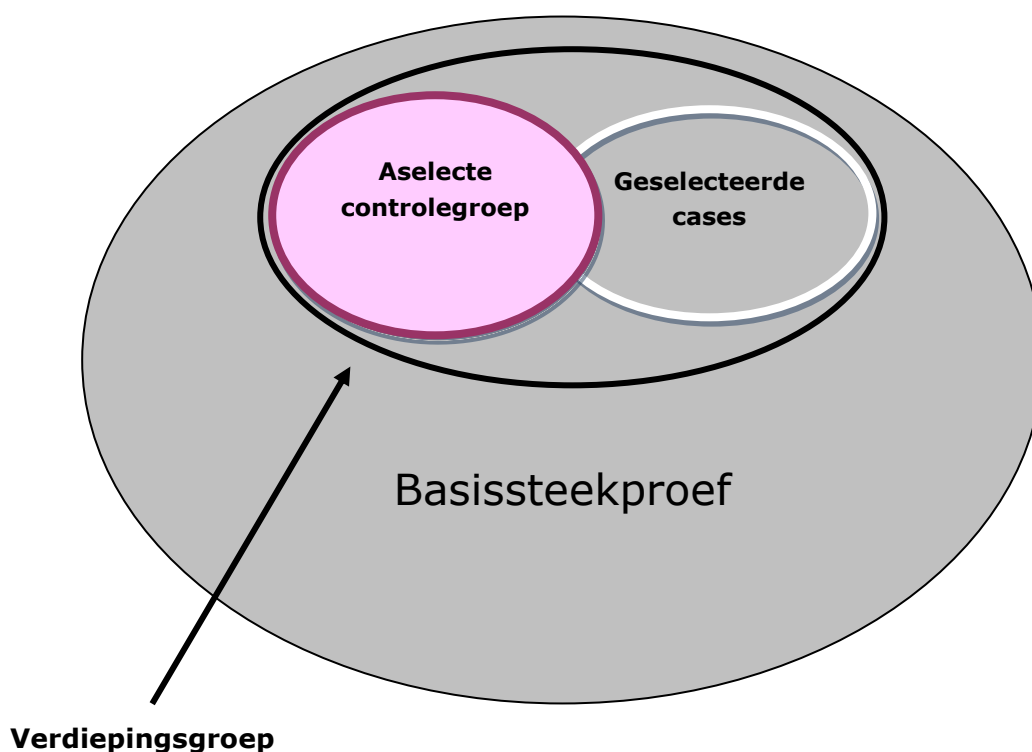 Aselecte
controlegroep
Geselecteerde
cases
Basissteekproef
Verdiepingsgroep